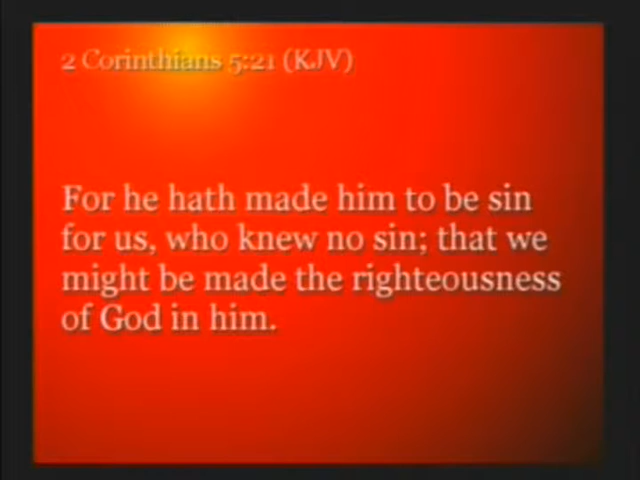 2 Corinthians 5:21 (KJV)
For he hath made him to be sin
for us, who knew no sin; that we
might be made the righteousness
of God in him.